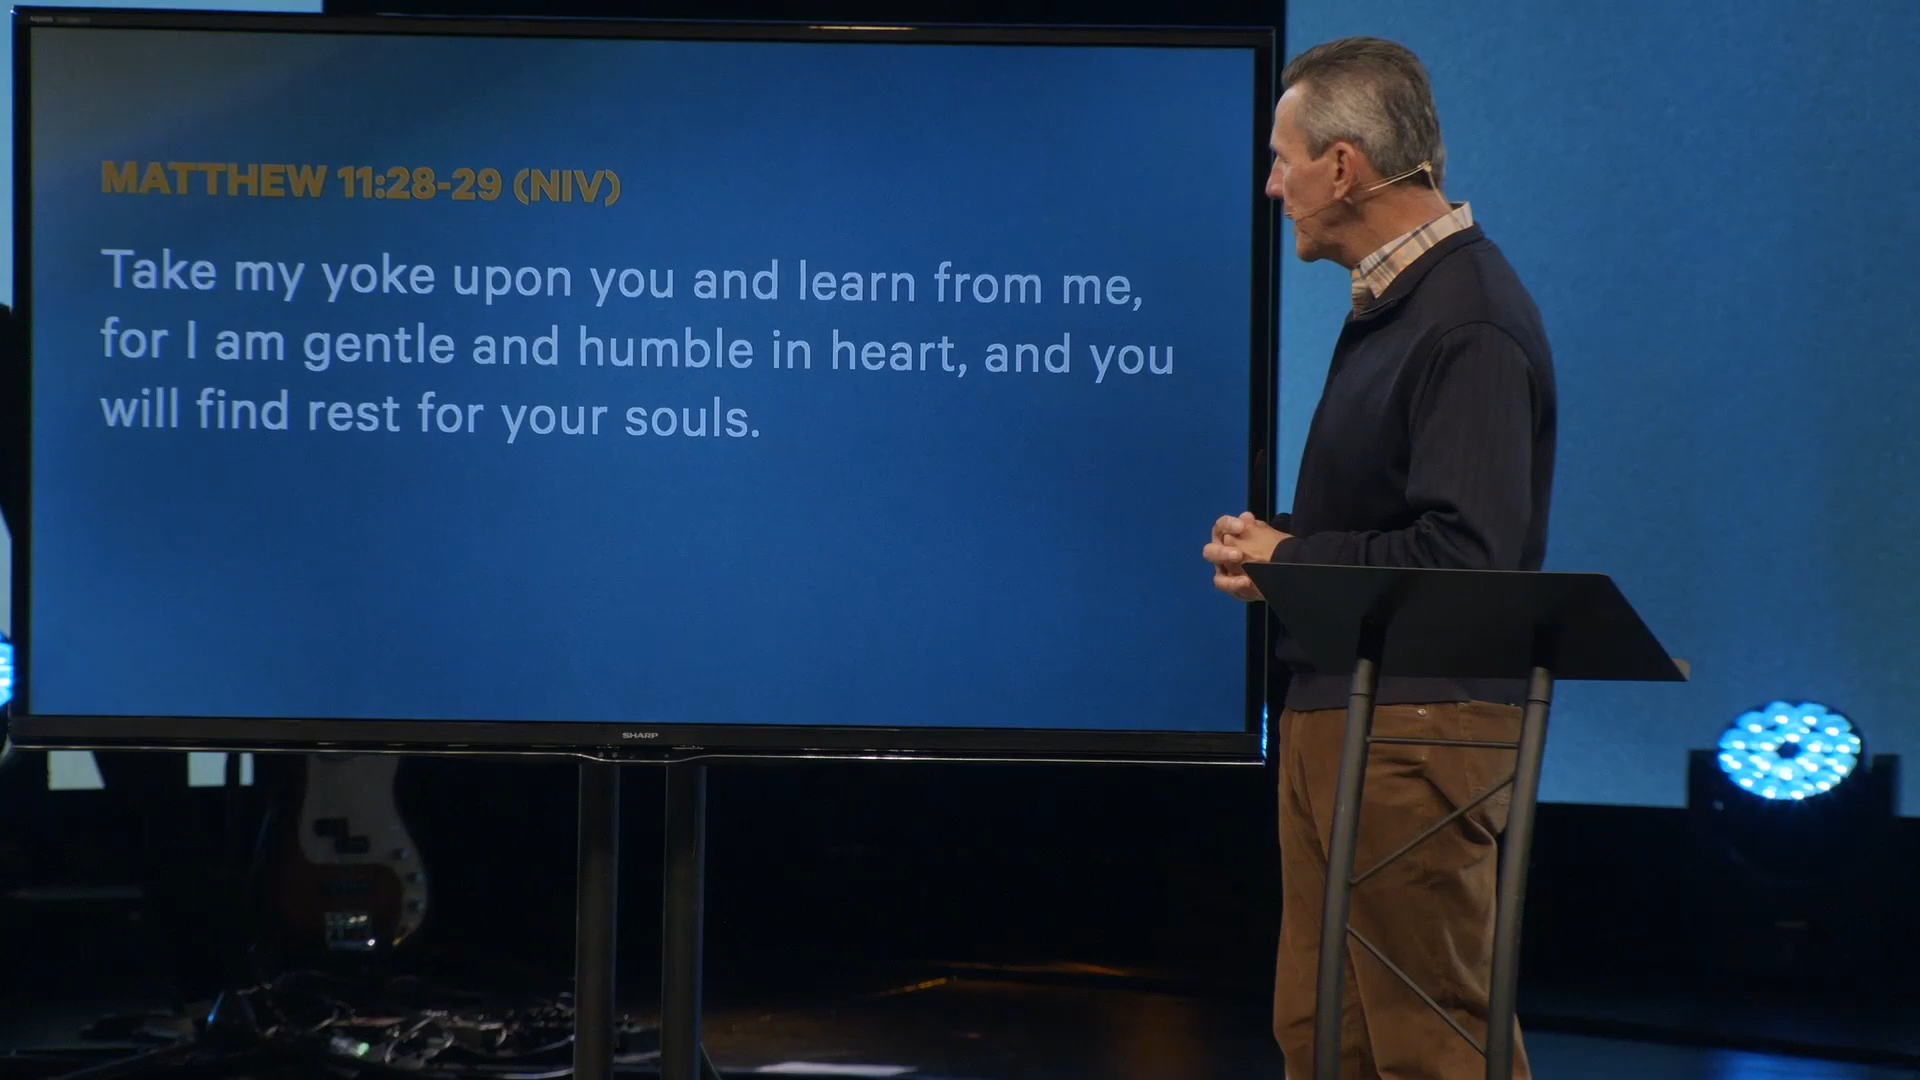 MATTHEW 11:28-29 (NIV)
Take my yoke upon you and learn from me,
for I am gentle and humble in heart, and you
will find rest for your souls.
SHARP